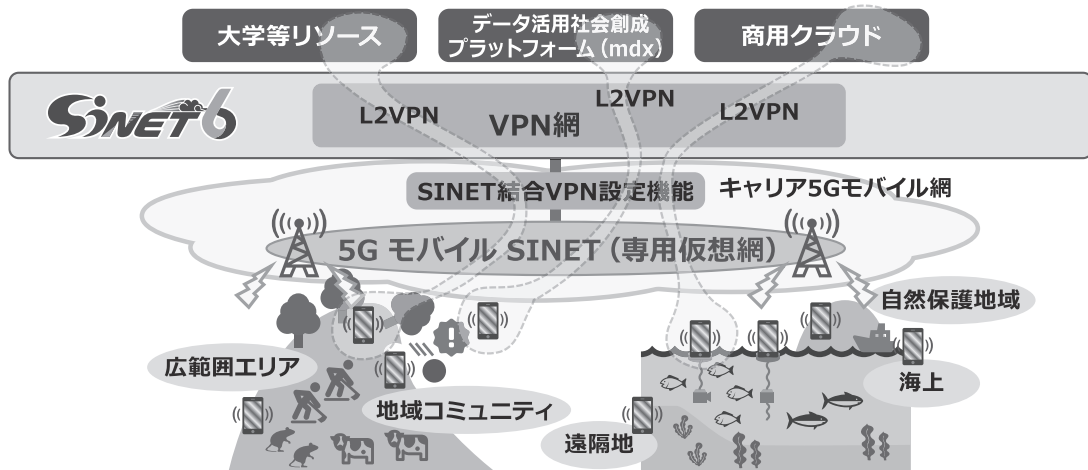 大学等リソース
データ活用社会創成
プラットフォーム(mdx)
商用クラウド
SINET6
L2VPN
L2VPN
L2VPN
VPN網
SINET結合VPN設定機能
キャリア5Gモバイル網
5G モバイル SINET(専用仮想網)
自然保護地域
広範囲エリア
海上
地域コミュニティ
遠隔地